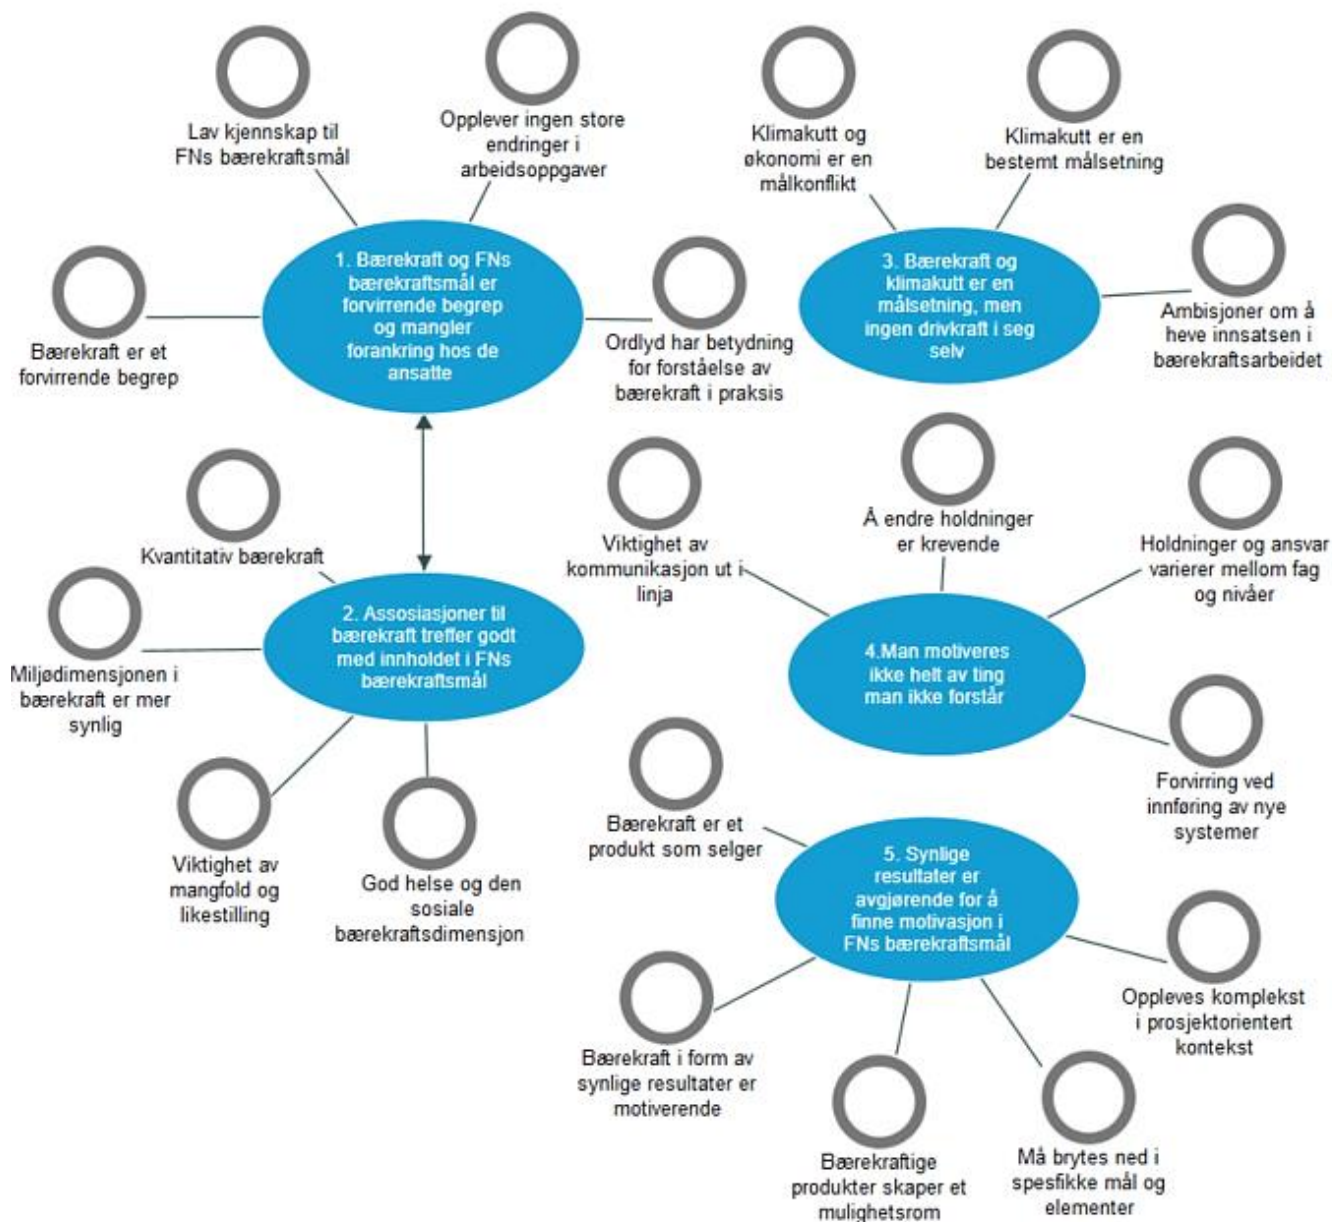 Lav kjennskap til
FNs bærekraftsmål
Opplever ingen store
endringer i
arbeidsoppgaver
Bærekraft er et
forvirrende begrep
1. Bærekraft og FNs
bærekraftsmål er
forvirrende begrep
og mangler
forankring hos de
ansatte
Ordlyd har betydning
for forståelse av
bærekraft i praksis
Klimakutt og
økonomi er en
målkonflikt
Klimakutt er en
bestemt målsetning
3. Bærekraft og
klimakutt er en
målsetning, men
ingen drivkraft i seg
selv
Ambisjoner om å
heve innsatsen i
bærekraftsarbeidet
Kvantitativ bærekraft
Miljødimensjonen i
bærekraft er mer
synlig
2. Assosiasjoner til
bærekraft treffer godt
med innholdet i FNs
bærekraftsmål
Viktighet av
mangfold og
likestilling
God helse og den
sosiale
bærekraftsdimensjon
Viktighet av
kommunikasjon ut i
linja
Å endre holdninger
er krevende
Holdninger og ansvar
varierer mellom fag
og nivåer
4.Man motiveres
ikke helt av ting
man ikke forstår
Forvirring ved
innføring av nye
systemer
Bærekraft er et
produkt som selger
5. Synlige
resultater er
avgjørende for å
finne motivasjon i
FNs bærekraftsmål
Oppleves komplekst
i prosjektorientert
kontekst
Bærekraft i form av
synlige resultater er
motiverende
Bærekraftige
produkter skaper et
mulighetsrom
Må brytes ned i
spesfikke mål og
elementer